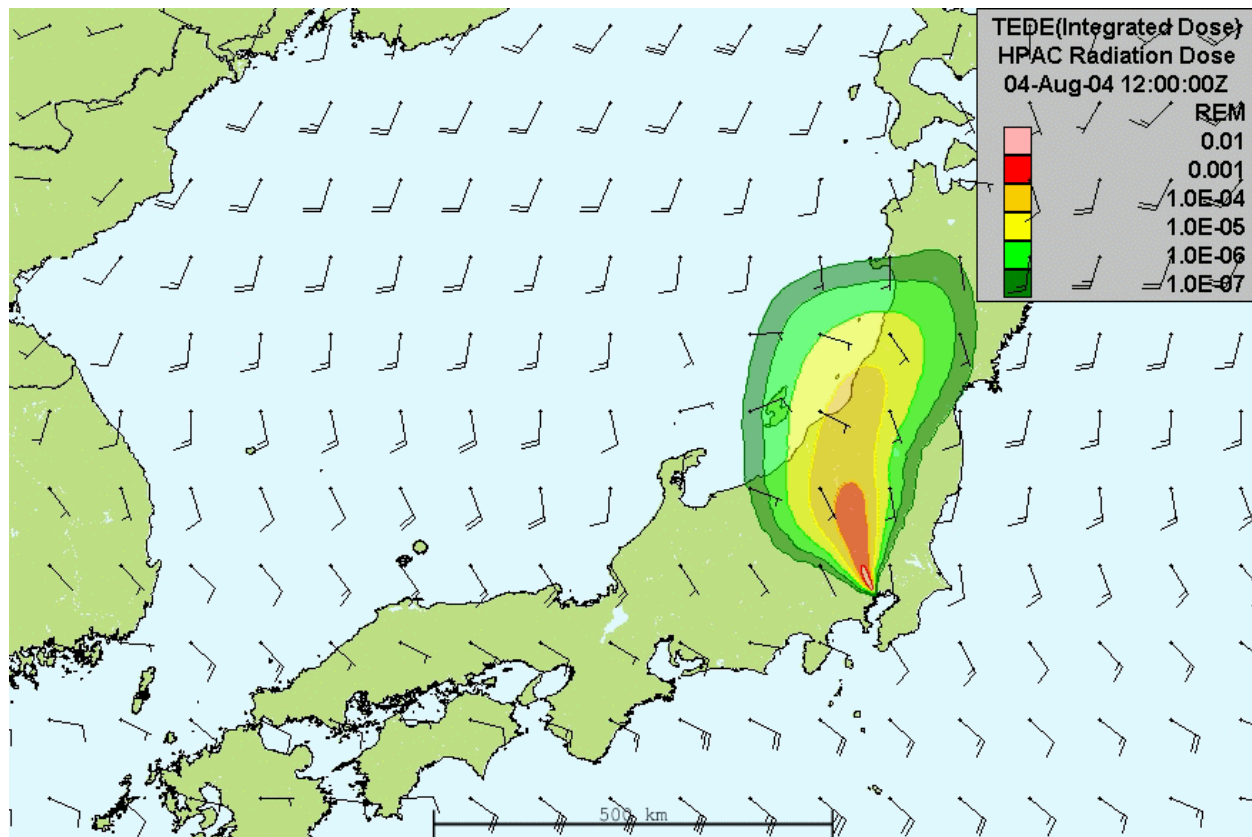 TEDE(Integrated Dose)
HPAC Radiation Dose
04-Aug-04 12:00:00Z
REM
0.01
0.001
1.0E-04
1.0E-05
1.0E-06
1.0E-07
500 km